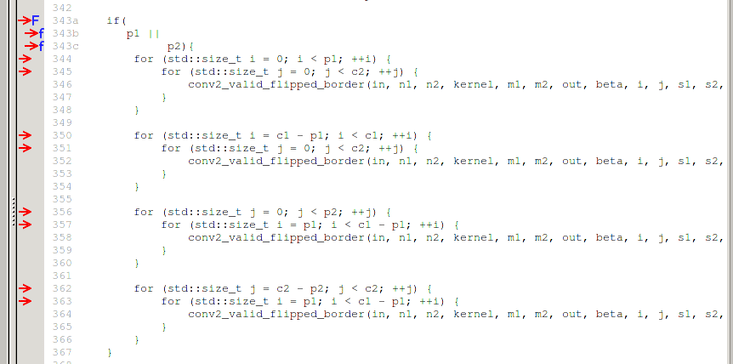 342
F 343a if(
f 343b p1 ||
f 343c p2){
344 for (std::size_t i = 0; i < p1; ++i) {
345 for (std::size_t j = 0; j < c2; ++j) {
346 conv2_valid_flipped_border(in, n1, n2, kernel, m1, m2, out, beta, i, j, s1, s2,
347 }
348 }
349
350 for (std::size_t i = c1 - p1; i < c1; ++i) {
351 for (std::size_t j = 0; j < c2; ++j) {
352 conv2_valid_flipped_border(in, n1, n2, kernel, m1, m2, out, beta, i, j, s1, s2,
353 }
354 }
355
356 for (std::size_t j = 0; j < p2; ++j) {
357 for (std::size_t i = p1; i < c1 - p1; ++i) {
358 conv2_valid_flipped_border(in, n1, n2, kernel, m1, m2, out, beta, i, j, s1, s2,
359 }
360 }
361
362 for (std::size_t j = c2 - p2; j < c2; ++j) {
363 for (std::size_t i = p1; i < c1 - p1; ++i) {
364 conv2_valid_flipped_border(in, n1, n2, kernel, m1, m2, out, beta, i, j, s1, s2,
365 }
366 }
367 }